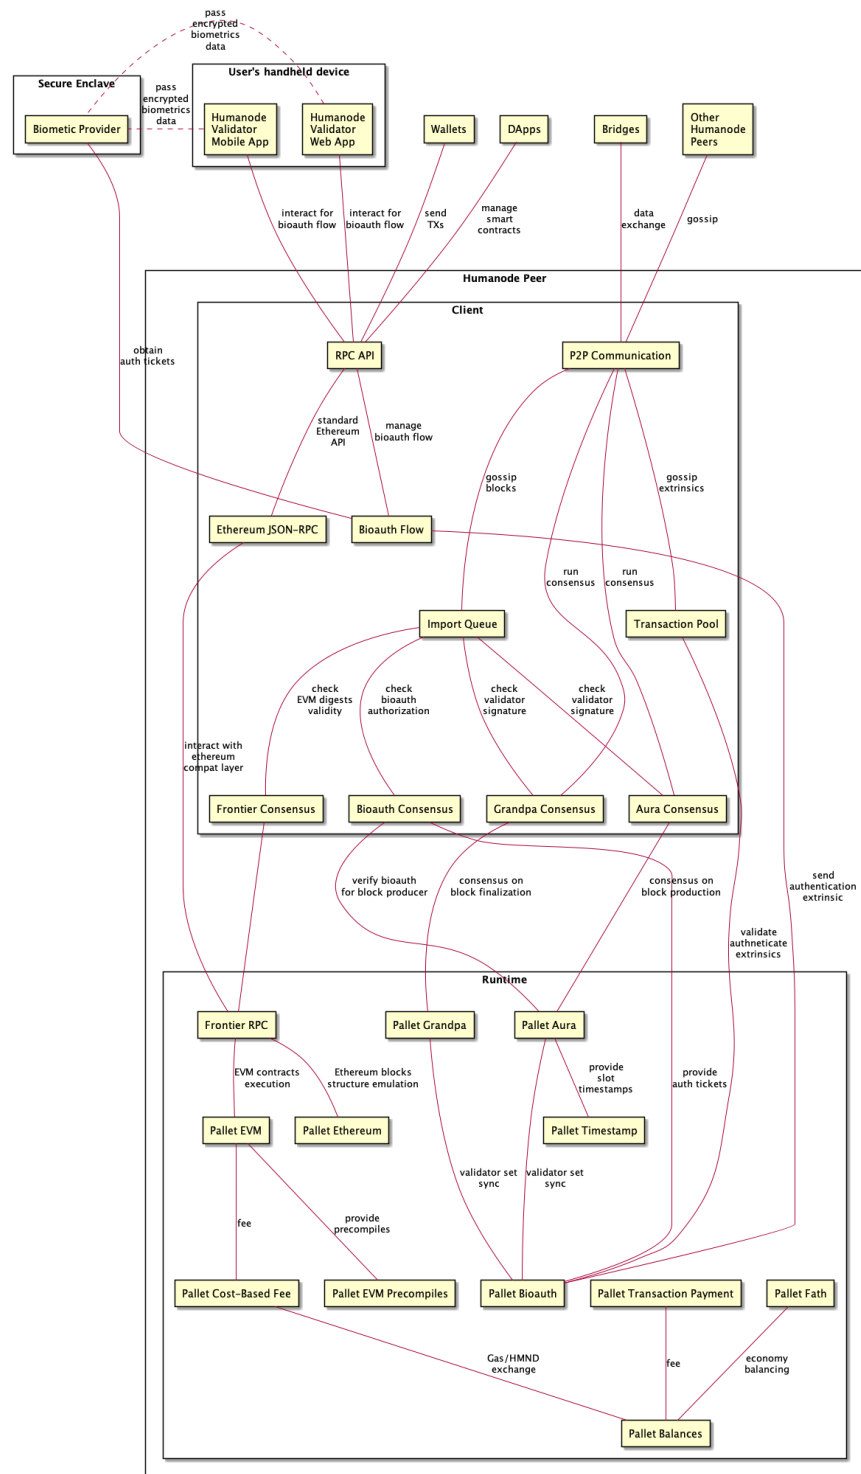 pass
encrypted
biometrics
data
Secure Enclave
User's handheld device
pass
encrypted
biometrics
data
Biometic Provider
Humanode
Validator
Mobile App
Humanode
Validator
Web App
Wallets
DApps
Bridges
Other
Humanode
Peers
interact for
bioauth flow
interact for
bioauth flow
send
TXs
manage
smart
contracts
data
exchange
gossip
Humanode Peer
Client
obtain
auth tickets
RPC API
P2P Communication
standard
Ethereum
API
manage
bioauth flow
gossip
blocks
gossip
extrinsics
Ethereum JSON-RPC
Bioauth Flow
run
consensus
run
consensus
Import Queue
Transaction Pool
check
EVM digests
validity
check
bioauth
authorization
check
validator
signature
check
validator
signature
interact with
ethereum
compat layer
Frontier Consensus
Bioauth Consensus
Grandpa Consensus
Aura Consensus
verify bioauth
for block producer
consensus on
block finalization
consensus on
block production
send
authentication
extrinsic
validate
authneticate
extrinsics
Runtime
Frontier RPC
Pallet Grandpa
Pallet Aura
EVM contracts
execution
Ethereum blocks
structure emulation
provide
slot
timestamps
provide
auth tickets
Pallet EVM
Pallet Ethereum
Pallet Timestamp
validator set
sync
validator set
sync
fee
provide
precompiles
Pallet Cost-Based Fee
Pallet EVM Precompiles
Pallet Bioauth
Pallet Transaction Payment
Pallet Fath
Gas/HMND
exchange
fee
economy
balancing
Pallet Balances